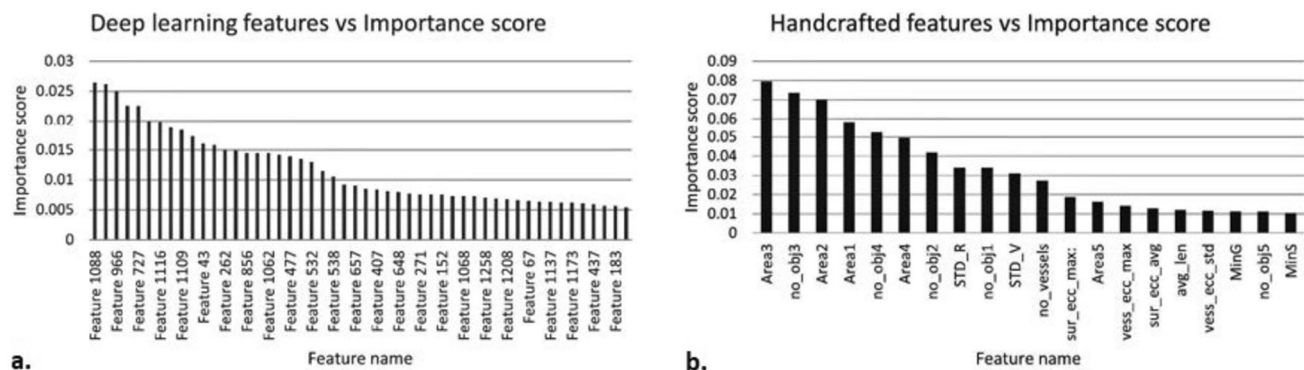 Deep learning features vs Importance score
Importance score
0.03
0.025
0.02
0.015
0.01
0.005
0
Feature 1088
Feature 966
Feature 727
Feature 1116
Feature 1109
Feature 43
Feature 262
Feature 856
Feature 1062
Feature 477
Feature 532
Feature 538
Feature 657
Feature 407
Feature 648
Feature 271
Feature 152
Feature 1068
Feature 1258
Feature 1208
Feature 67
Feature 1137
Feature 1173
Feature 437
Feature 183
Feature name
a.
Handcrafted features vs Importance score
Importance score
0.09
0.08
0.07
0.06
0.05
0.04
0.03
0.02
0.01
0
Area3
no_obj3
Area2
Area1
no_obj4
Area4
no_obj2
STD_R
no_obj1
STD_V
no_vessels
sur_ecc_max:
Area5
vess_ecc_max
sur_ecc_avg
avg_len
vess_ecc_std
MinG
no_obj5
MinS
Feature name
b.